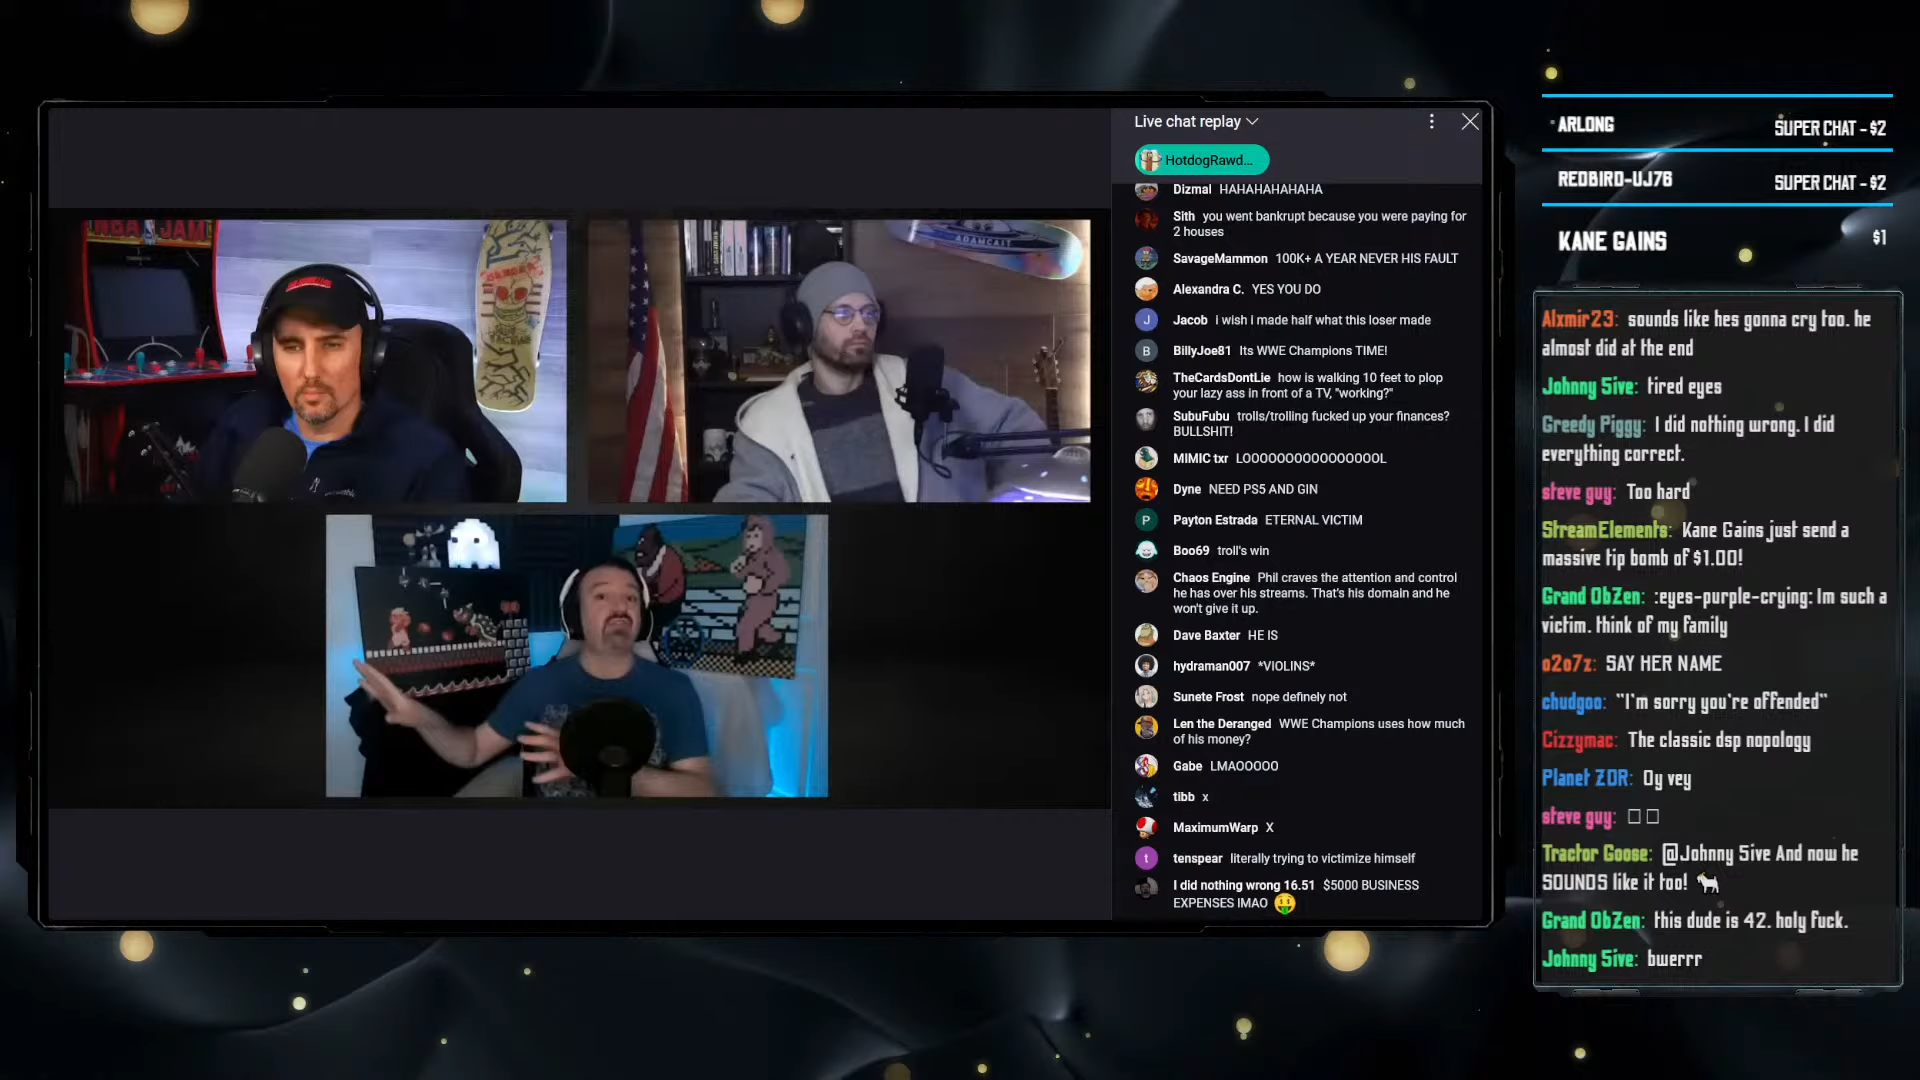 NBA JAM
ADAMCAIT
Live chat replay
HotdogRawd...
Dizmal HAHAHAHAHAHA
Sith you went bankrupt because you were paying for
2 houses
SavageMammon 100K+ A YEAR NEVER HIS FAULT
Alexandra C. YES YOU DO
J
Jacob i wish i made half what this loser made
B
BillyJoe81 Its WWE Champions TIME!
TheCardsDontLie how is walking 10 feet to plop
your lazy ass in front of a TV, "working?"
SubuFubu trolls/trolling fucked up your finances?
BULLSHIT!
MIMIC txr LOOOOOOOOOOOOOOOOL
Dyne NEED PS5 AND GIN
P
Payton Estrada ETERNAL VICTIM
Boo69 troll's win
Chaos Engine Phil craves the attention and control
he has over his streams. That's his domain and he
won't give it up.
Dave Baxter HE IS
hydraman007 *VIOLINS*
Sunete Frost nope definely not
Len the Deranged WWE Champions uses how much
of his money?
Gabe LMAOOOOO
tibb x
MaximumWarp X
t
tenspear literally trying to victimize himself
I did nothing wrong 16.51 $5000 BUSINESS
EXPENSES lMAO 🤑
ARLONG SUPER CHAT - $2
REDBIRD-UJ76 SUPER CHAT - $2
KANE GAINS $1
Alxmir23: sounds like hes gonna cry too. he
almost did at the end
Johnny 5ive: tired eyes
Greedy Piggy: I did nothing wrong. I did
everything correct.
steve guy: Too hard
StreamElements: Kane Gains just send a
massive tip bomb of $1.00!
Grand ObZen: :eyes-purple-crying: Im such a
victim. think of my family
o2o7z: SAY HER NAME
chudgoo: "I'm sorry you're offended"
Cizzymac: The classic dsp nopology
Planet ZDR: Oy vey
steve guy: □ □
Tractor Goose: @Johnny 5ive And now he
SOUNDS like it too! 🐐
Grand ObZen: this dude is 42. holy fuck.
Johnny 5ive: bwerrr